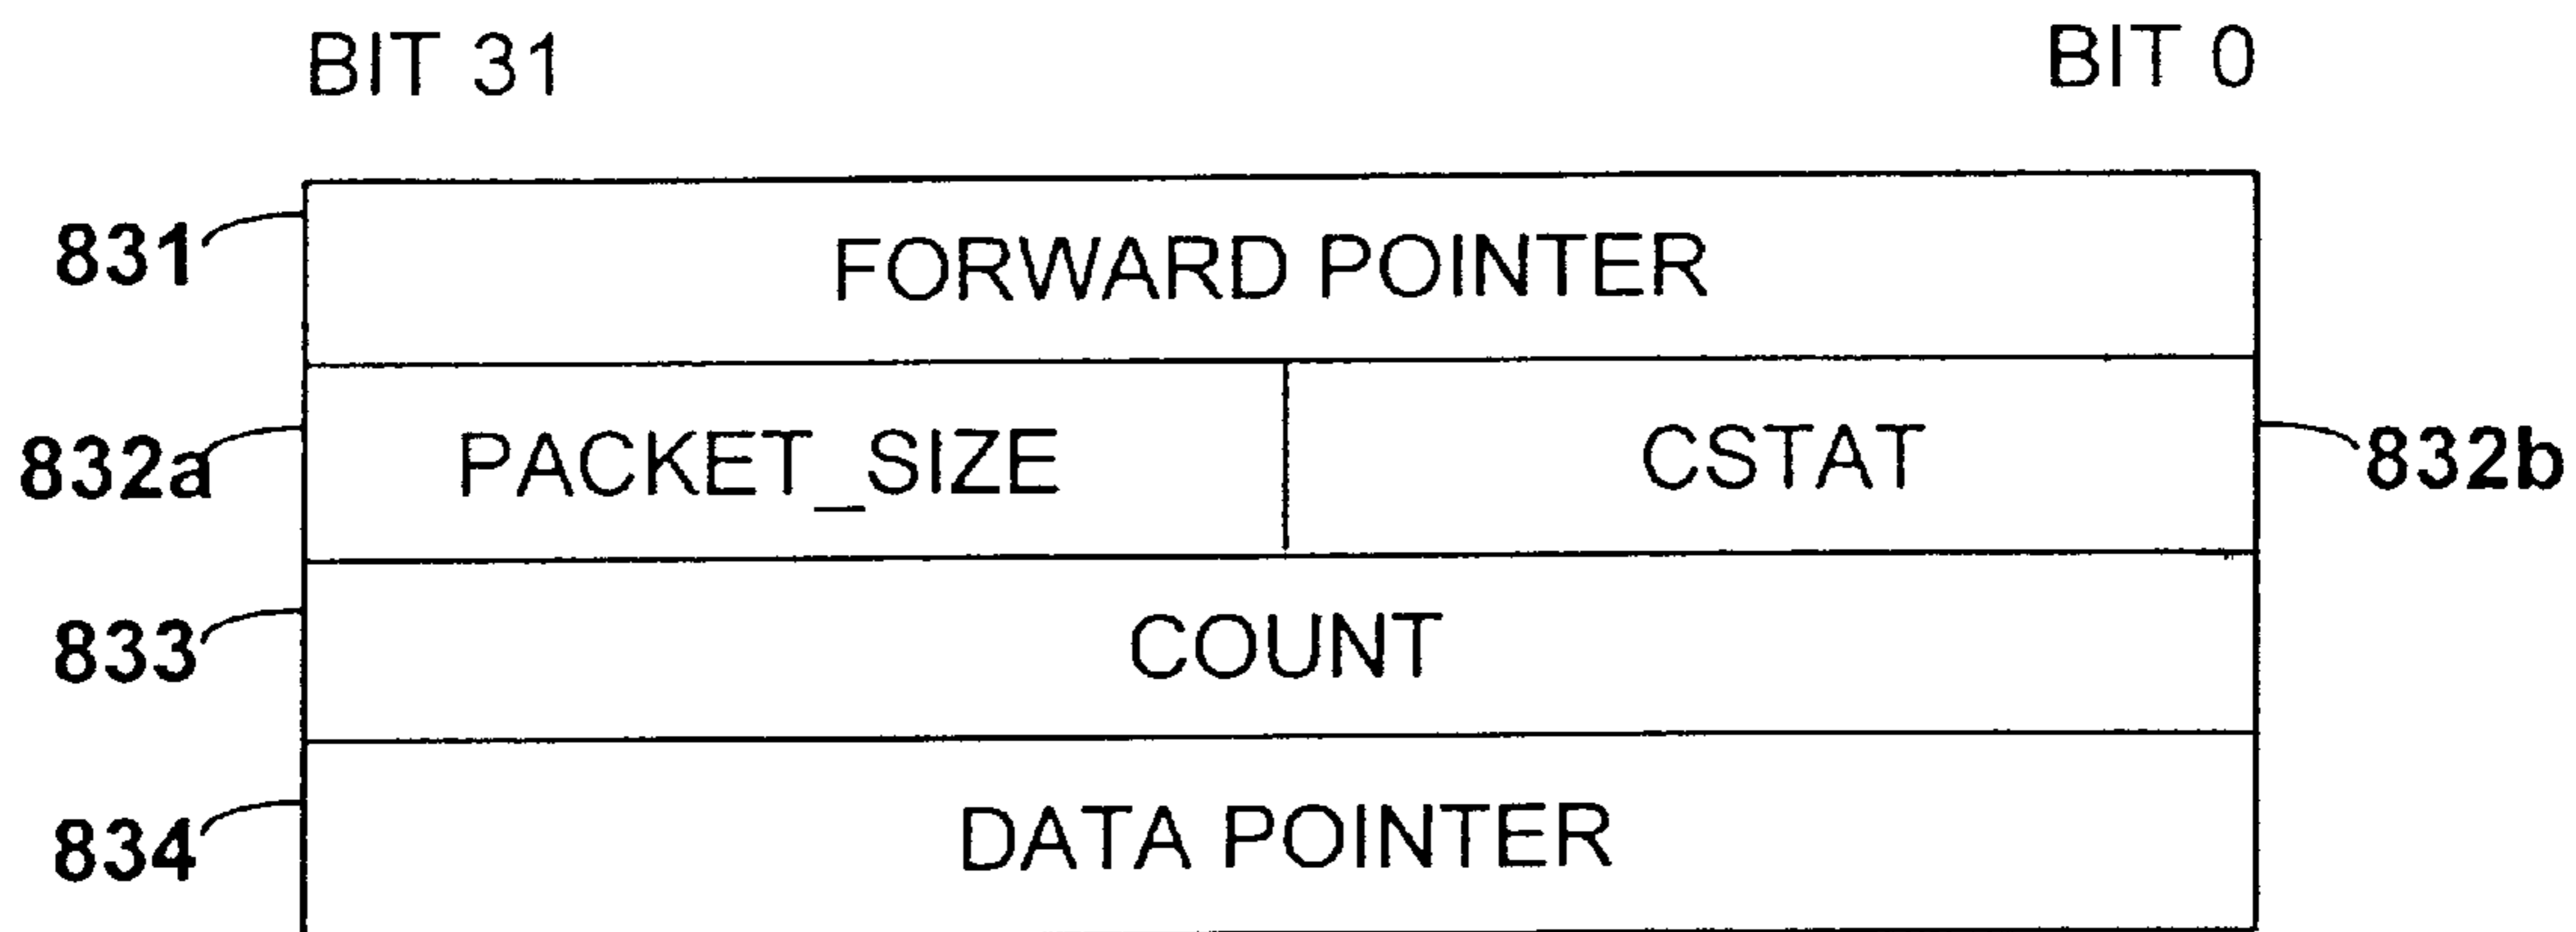 BIT 31 BIT 0
831 FORWARD POINTER
832a PACKET_SIZE CSTAT 832b
833 COUNT
834 DATA POINTER